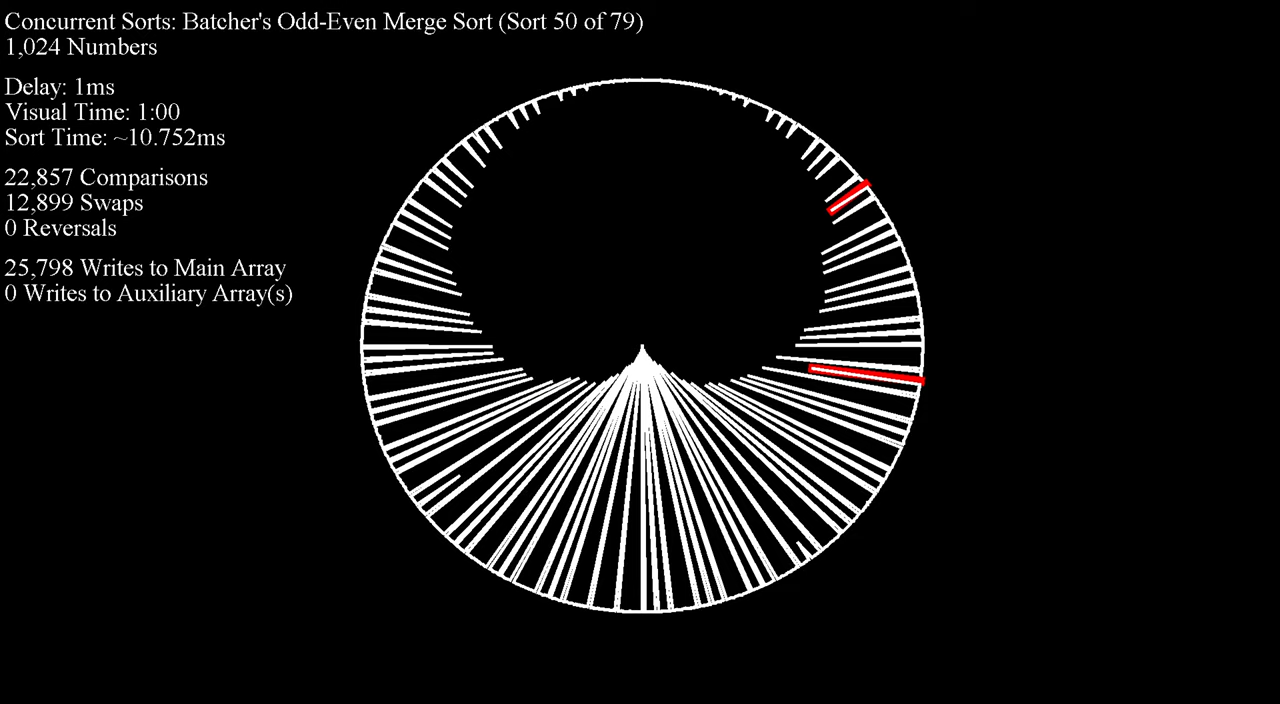 Concurrent Sorts: Batcher's Odd-Even Merge Sort (Sort 50 of 79)
1,024 Numbers
Delay: 1ms
Visual Time: 1:00
Sort Time: ~10.752ms
22,857 Comparisons
12,899 Swaps
0 Reversals
25,798 Writes to Main Array
0 Writes to Auxiliary Array(s)